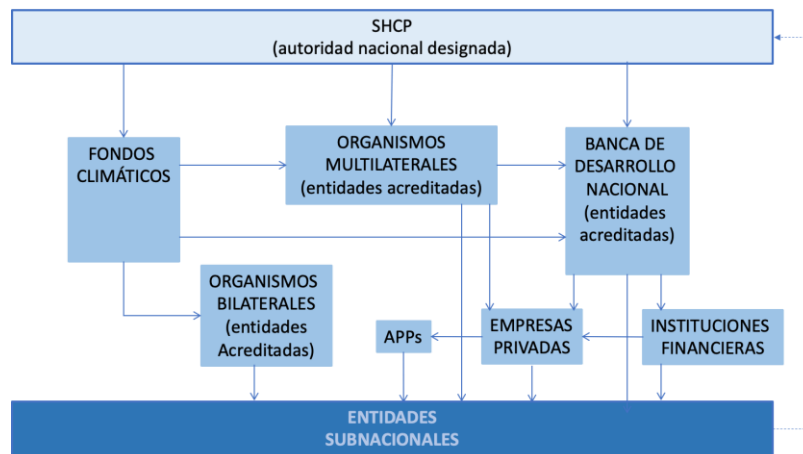 SHCP
(autoridad nacional designada)
FONDOS
CLIMÁTICOS
ORGANISMOS
MULTILATERALES
(entidades acreditadas)
BANCA DE
DESARROLLO
NACIONAL
(entidades
acreditadas)
ORGANISMOS
BILATERALES
(entidades
Acreditadas)
APPs
EMPRESAS
PRIVADAS
INSTITUCIONES
FINANCIERAS
ENTIDADES
SUBNACIONALES